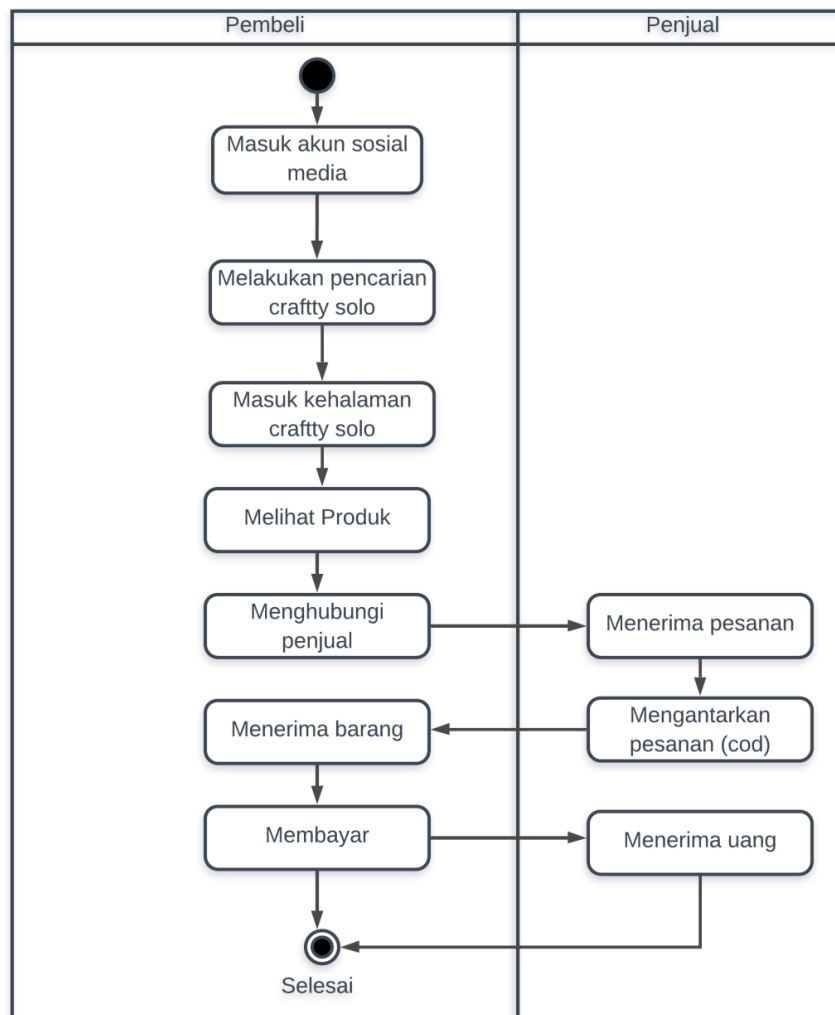 Pembeli
Penjual
Masuk akun sosial
media
Melakukan pencarian
craftty solo
Masuk kehalaman
craftty solo
Melihat Produk
Menghubungi
penjual
Menerima pesanan
Mengantarkan
pesanan (cod)
Menerima barang
Membayar
Menerima uang
Selesai